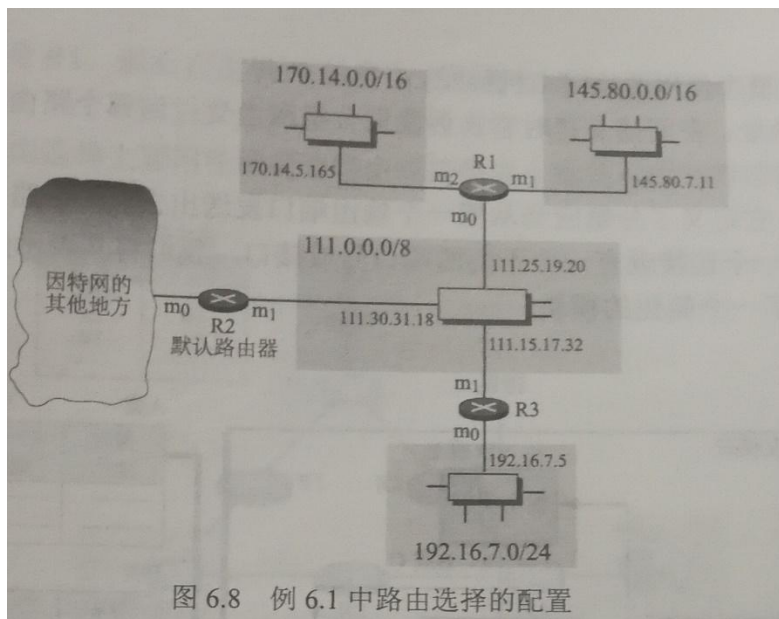 170.14.0.0/16
145.80.0.0/16
R1
170.14.5.165
m2
m1
145.80.7.11
m0
111.0.0.0/8
111.25.19.20
因特网的
其他地方
m0
R2
m1
默认路由器
111.30.31.18
111.15.17.32
m1
R3
m0
192.16.7.5
192.16.7.0/24
图 6.8 例 6.1 中路由选择的配置